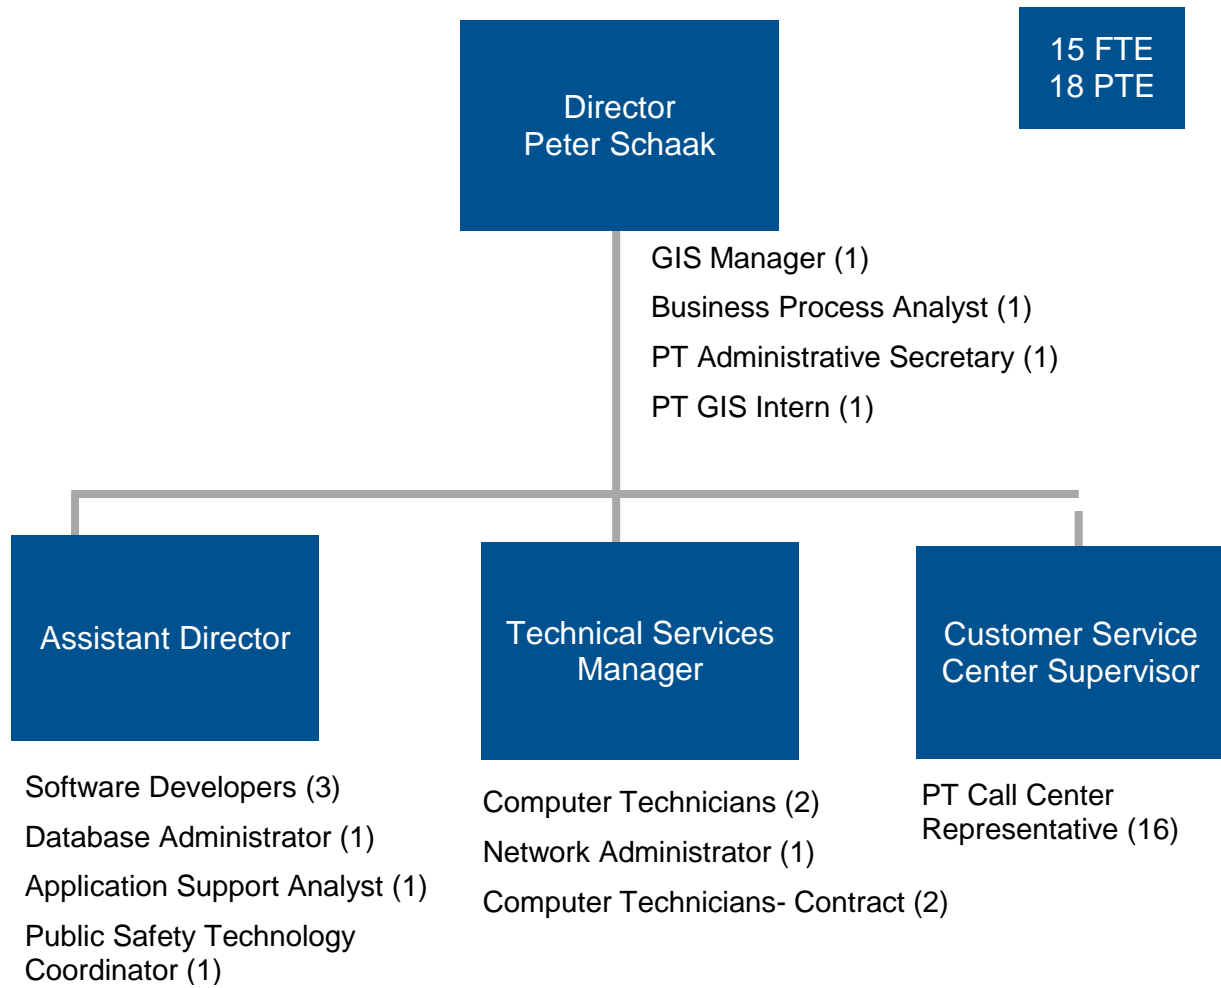 15 FTE
18 PTE
Director
Peter Schaak
GIS Manager (1)
Business Process Analyst (1)
PT Administrative Secretary (1)
PT GIS Intern (1)
Assistant Director
Software Developers (3)
Database Administrator (1)
Application Support Analyst (1)
Public Safety Technology
Coordinator (1)
Technical Services
Manager
Computer Technicians (2)
Network Administrator (1)
Computer Technicians- Contract (2)
Customer Service
Center Supervisor
PT Call Center
Representative (16)